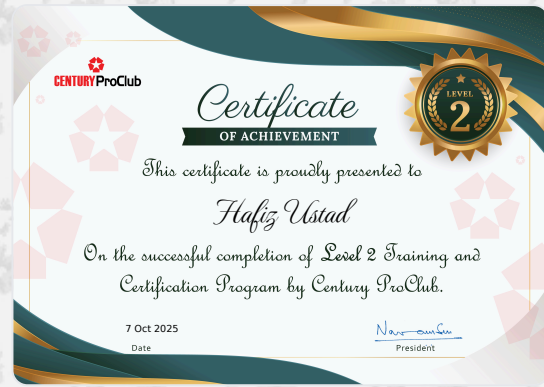 CENTURY ProClub
Certificate
OF ACHIEVEMENT
LEVEL
2
This certificate is proudly presented to
Hafiz Ustad
On the successful completion of Level 2 Training and
Certification Program by Century ProClub.
7 Oct 2025
Date
President